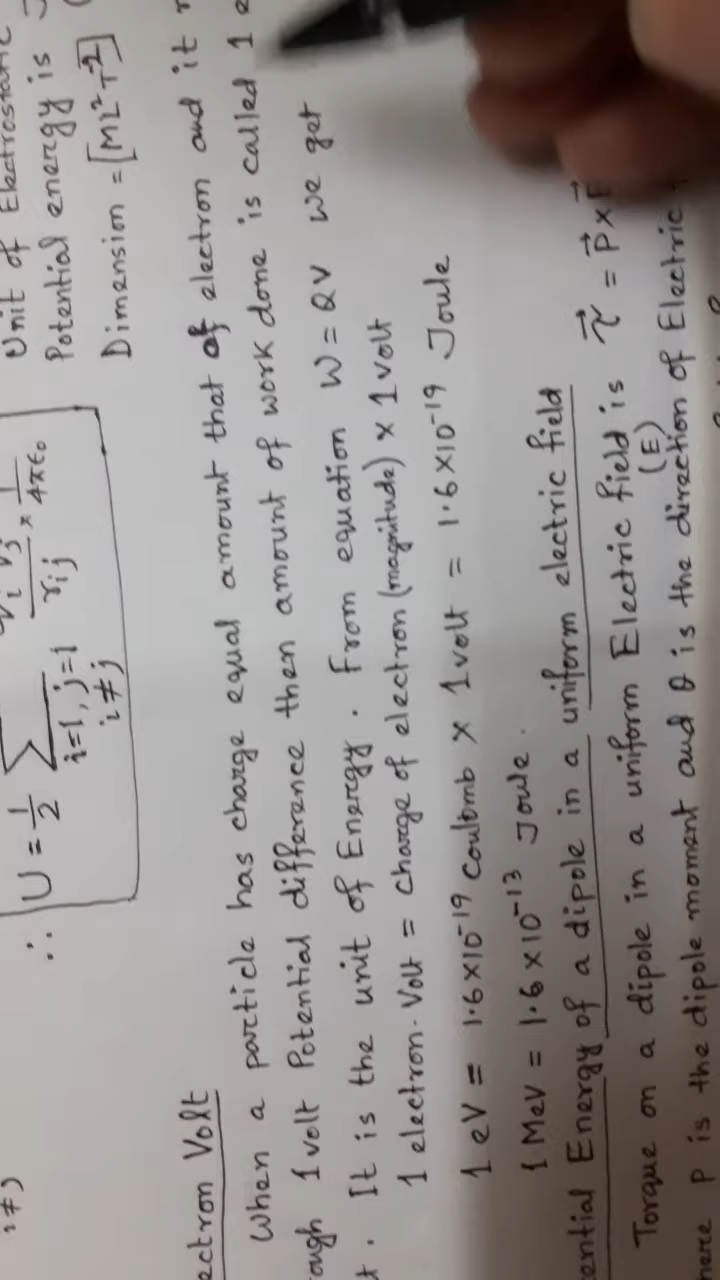 i≠j
∴ U = 1/2 Σ i=1, j=1 i≠j / rij × 1/4πϵ₀
Unit of Electrostatic
Potential energy is
Dimension = [ML²T⁻²]
ectron Volt
When a particle has charge equal amount that of electron and it
ough 1 volt Potential difference then amount of work done is called 1 e
t. It is the unit of Energy. From equation W = QV we get
1 electron. Volt = charge of electron (magnitude) × 1 volt
1 eV = 1.6×10⁻¹⁹ Coulomb × 1 volt = 1.6×10⁻¹⁹ Joule
1 MeV = 1.6 × 10⁻¹³ Joule.
ential Energy of a dipole in a uniform electric field
Torque on a dipole in a uniform Electric field (E) is τ⃗ = P⃗ × E⃗
here P is the dipole moment and θ is the direction of Electric